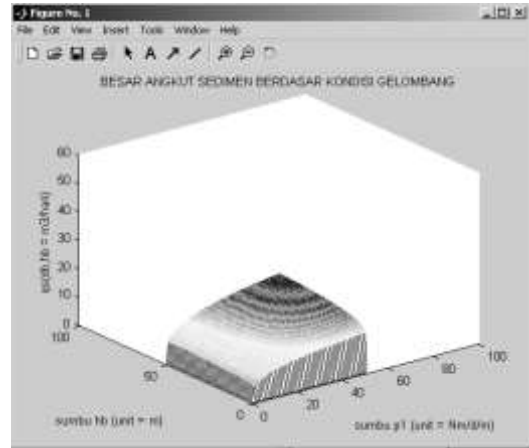 Figure No. 1
File Edit View Insert Tools Window Help
A
BESAR ANGKUT SEDIMEN BERDASAR KONDISI GELOMBANG
60
50
40
30
20
10
0
100
50
0
0
20
40
60
80
100
sumbu hb (unit = m)
sumbu p1 (unit = Nm/d/m)